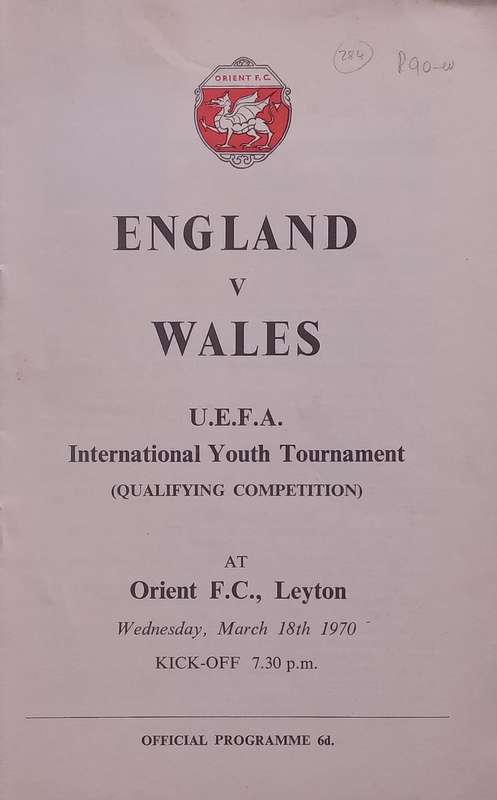 284
ORIENT F.C.
ENGLAND
V
WALES
U.E.F.A.
International Youth Tournament
(QUALIFYING COMPETITION)
AT
Orient F.C., Leyton
Wednesday, March 18th 1970
KICK-OFF 7.30 p.m.
OFFICIAL PROGRAMME 6d.